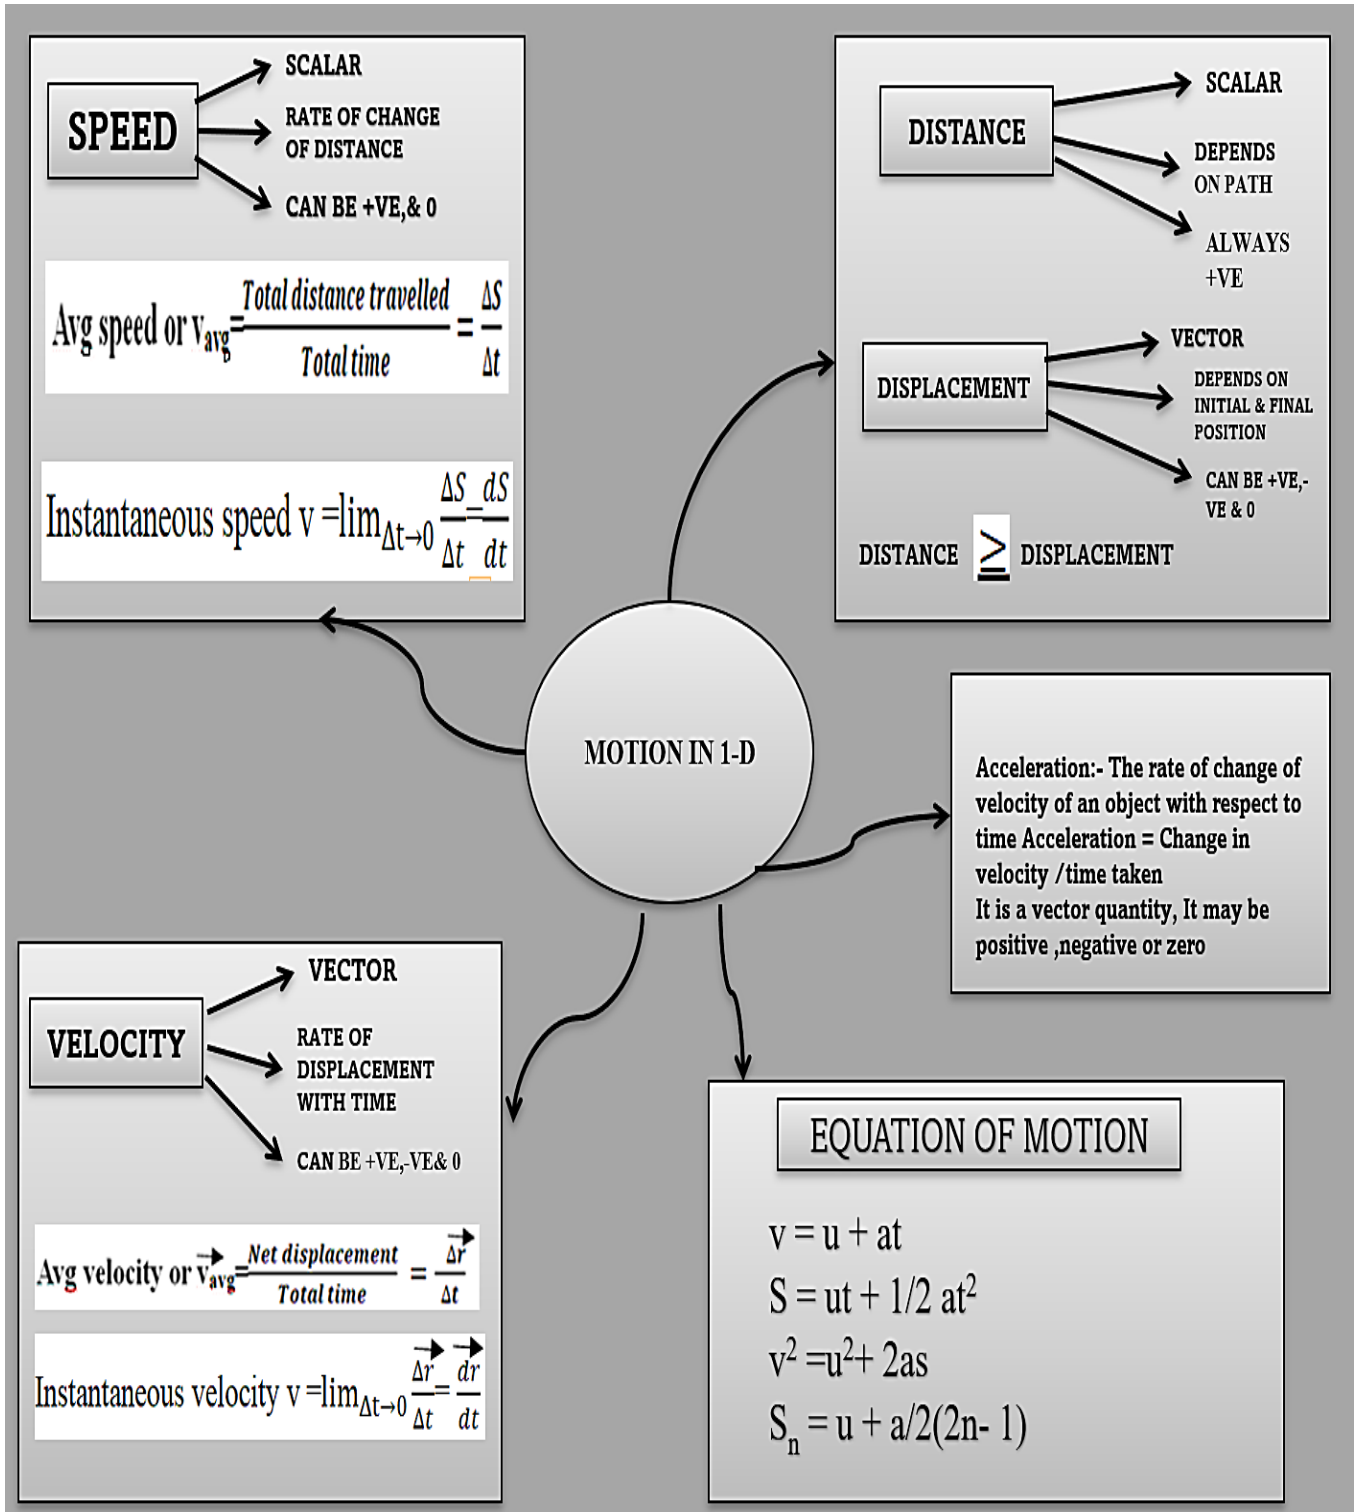 SPEED
SCALAR
RATE OF CHANGE
OF DISTANCE
CAN BE +VE,& 0
Avg speed or v_avg = Total distance travelled / Total time = ΔS / Δt
Instantaneous speed v =lim_Δt→0 ΔS/Δt = dS/dt
DISTANCE
SCALAR
DEPENDS
ON PATH
ALWAYS
+VE
DISPLACEMENT
VECTOR
DEPENDS ON
INITIAL & FINAL
POSITION
CAN BE +VE,-
VE & 0
DISTANCE ≥ DISPLACEMENT
MOTION IN 1-D
Acceleration:- The rate of change of
velocity of an object with respect to
time Acceleration = Change in
velocity /time taken
It is a vector quantity, It may be
positive ,negative or zero
VELOCITY
VECTOR
RATE OF
DISPLACEMENT
WITH TIME
CAN BE +VE,-VE& 0
Avg velocity or v⃗_avg = Net displacement / Total time = Δr⃗ / Δt
Instantaneous velocity v =lim_Δt→0 Δr⃗/Δt = dr⃗/dt
EQUATION OF MOTION
v = u + at
S = ut + 1/2 at²
v² =u²+ 2as
Sₙ = u + a/2(2n- 1)